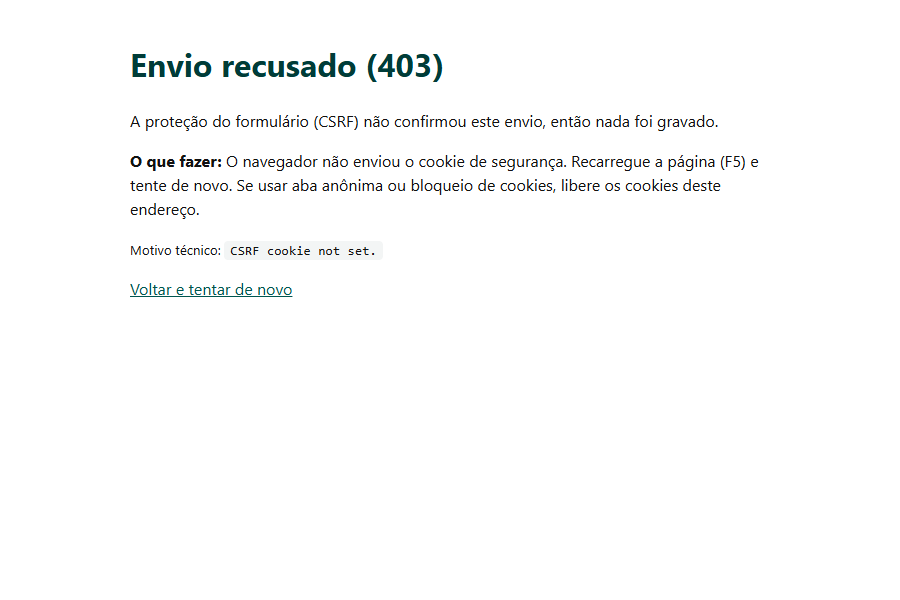 Envio recusado (403)
A proteção do formulário (CSRF) não confirmou este envio, então nada foi gravado.
O que fazer: O navegador não enviou o cookie de segurança. Recarregue a página (F5) e
tente de novo. Se usar aba anônima ou bloqueio de cookies, libere os cookies deste
endereço.
Motivo técnico: CSRF cookie not set.
Voltar e tentar de novo